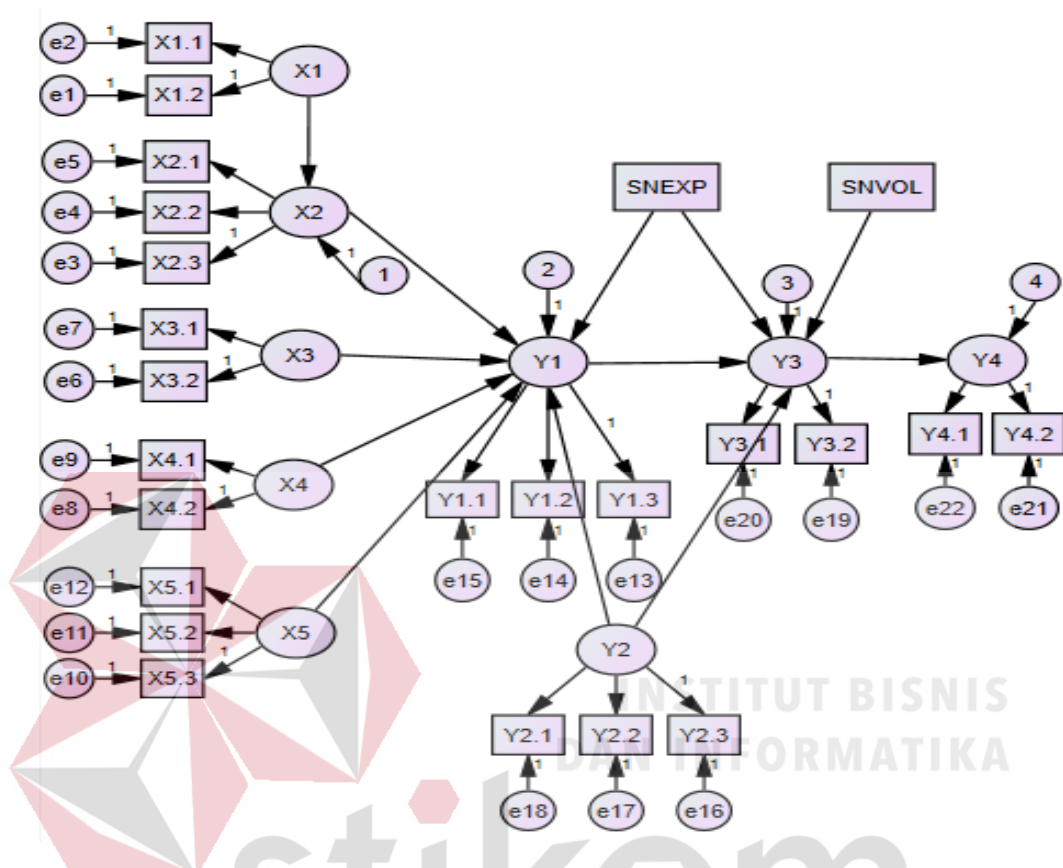 e2 1 X1.1
X1
e1 1 X1.2 1
e5 1 X2.1
SNEXP SNVOL
e4 1 X2.2 X2
e3 1 X2.3 1
1 1
2 3 4
1 1 1
e7 1 X3.1
X3 Y1 Y3 Y4
e6 1 X3.2 1
1 1 1
Y3.1 Y3.2 Y4.1 Y4.2
e9 1 X4.1
1 1 1 1
X4
e8 1 X4.2 1
Y1.1 Y1.2 Y1.3
e20 e19 e22 e21
1 1 1
e15 e14 e13
e12 1 X5.1
e11 1 X5.2 X5
Y2
e10 1 X5.3 1
1
INSTITUT BISNIS
Y2.1 Y2.2 Y2.3
DAN INFORMATIKA
1 1 1
e18 e17 e16
stikom